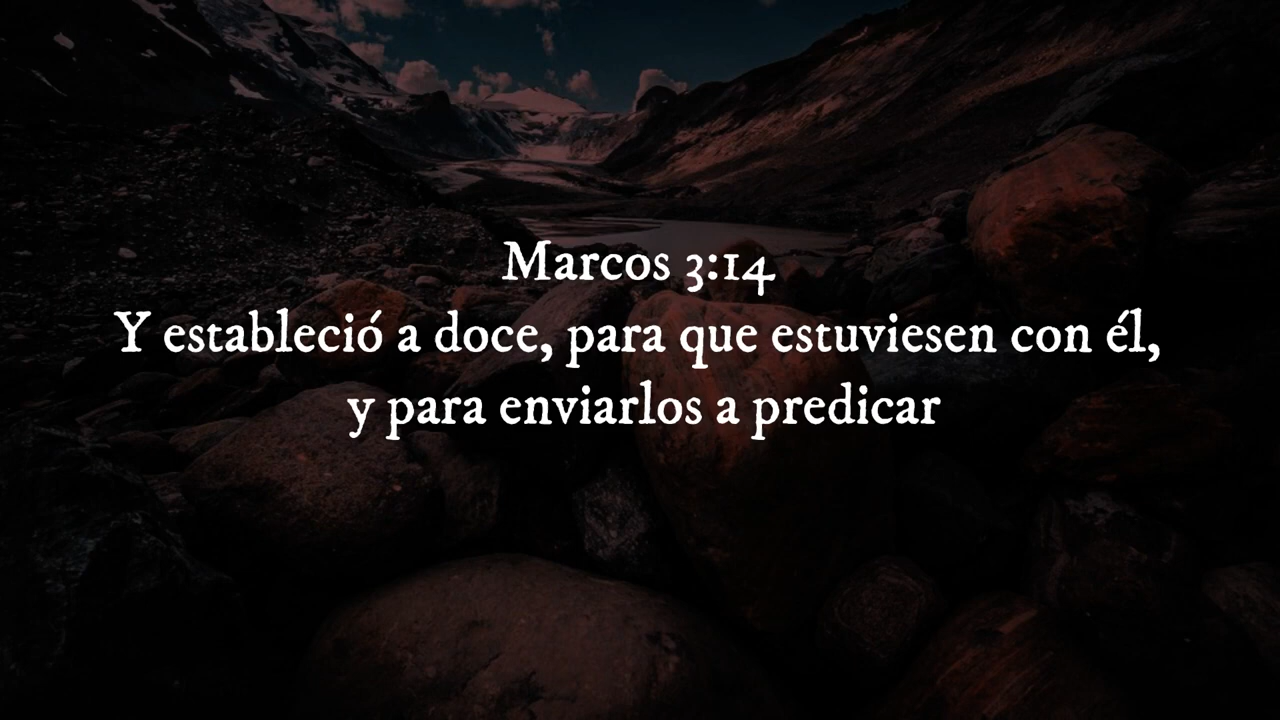 Marcos 3:14
Y estableció a doce, para que estuviesen con él,
y para enviarlos a predicar